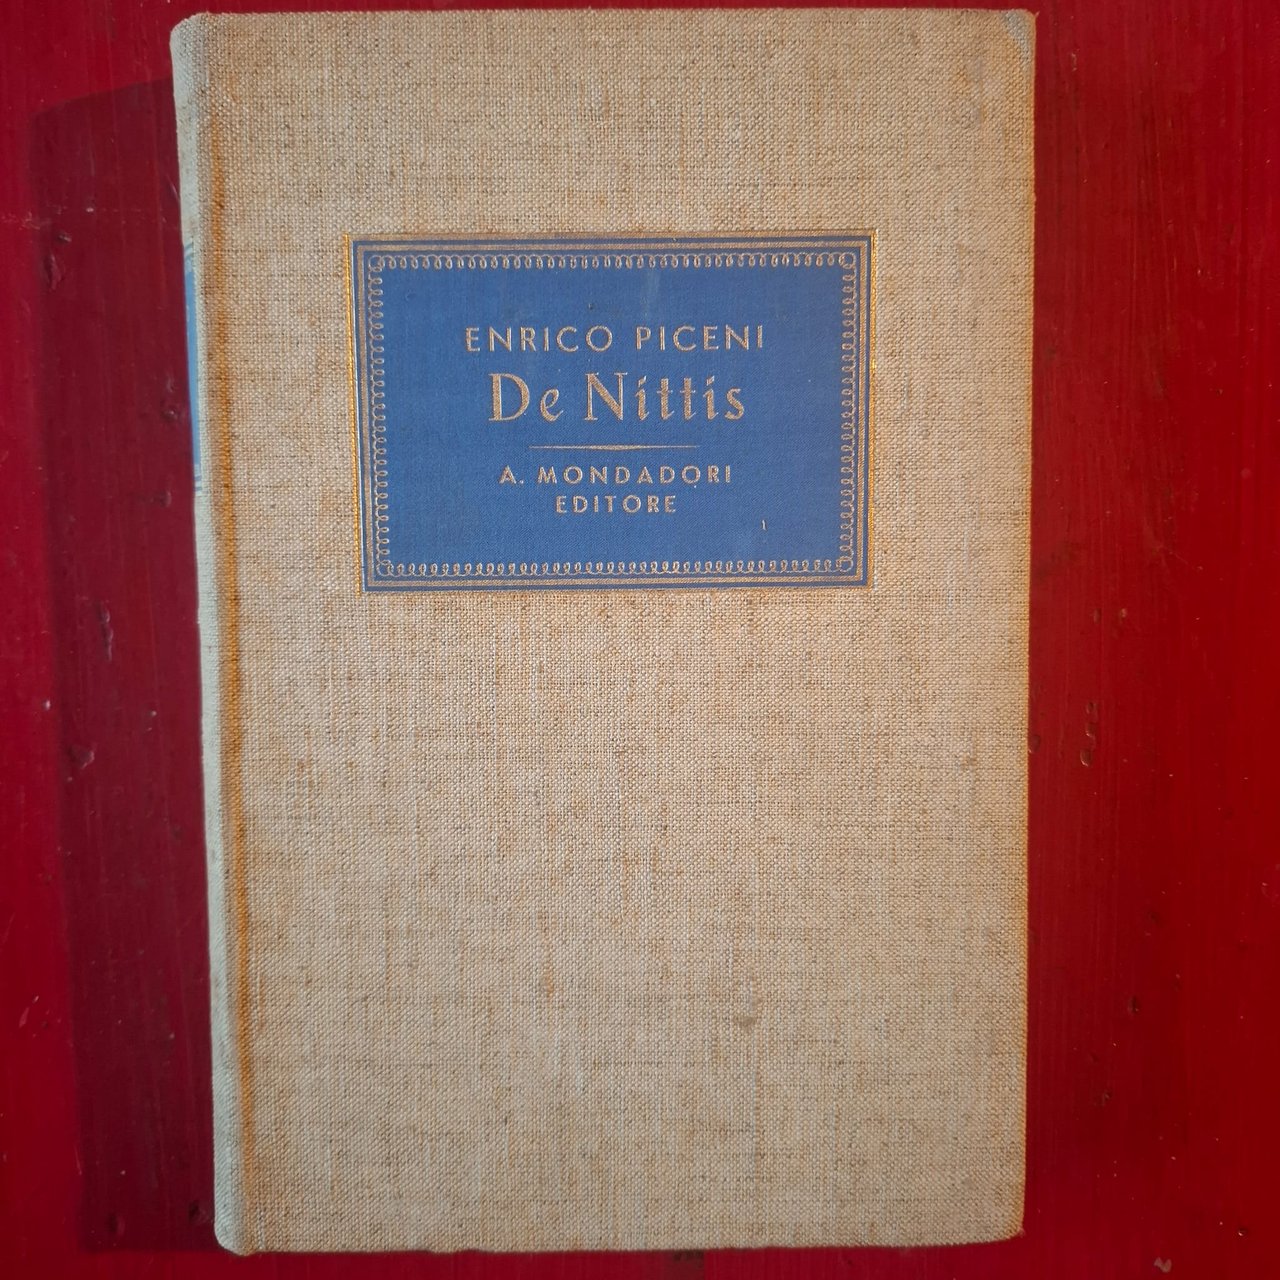 ENRICO PICENI
De Nittis
A. MONDADORI
EDITORE